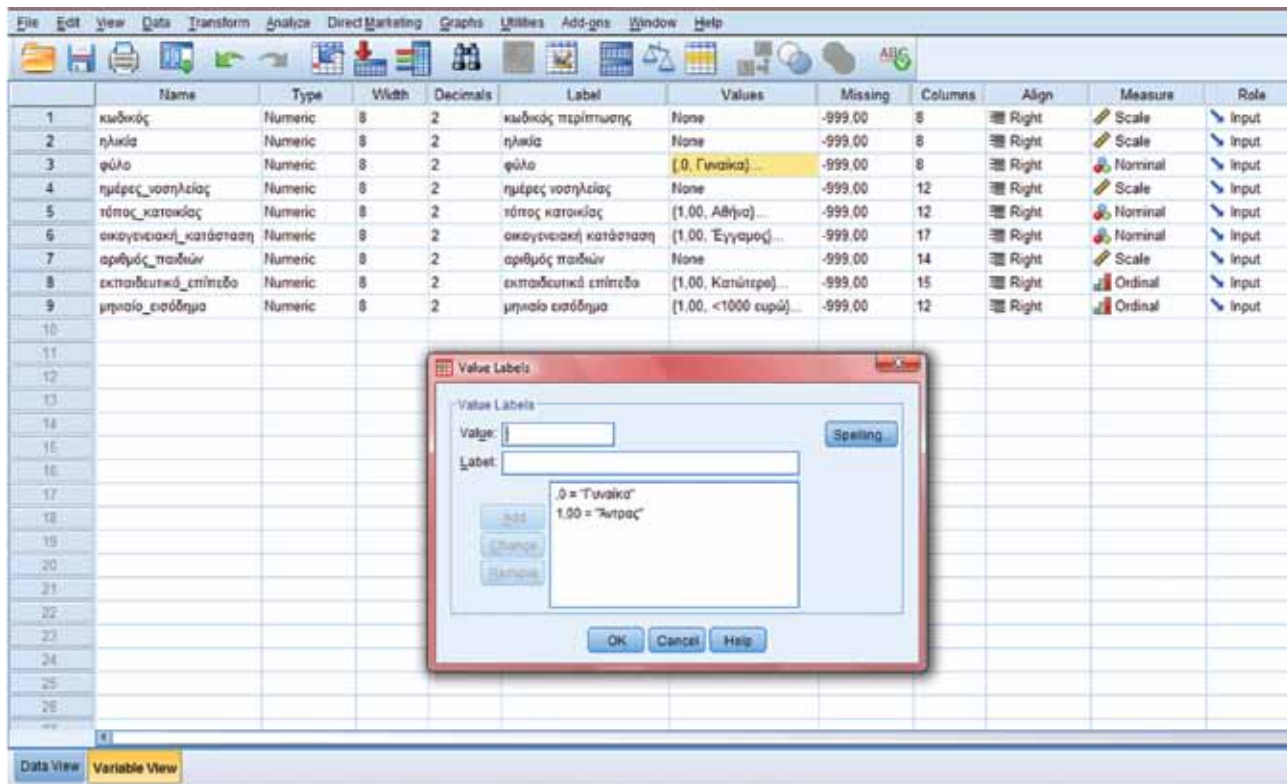 File Edit View Data Transform Analyze Direct Marketing Graphs Utilities Add-ons Window Help
Name Type Width Decimals Label Values Missing Columns Align Measure Role
1 κωδικός Numeric 8 2 κωδικός περίπτωσης None -999,00 8 Right Scale Input
2 ηλικία Numeric 8 2 ηλικία None -999,00 8 Right Scale Input
3 φύλο Numeric 8 2 φύλο {,0, Γυναίκα}... -999,00 8 Right Nominal Input
4 ημέρες_νοσηλείας Numeric 8 2 ημέρες νοσηλείας None -999,00 12 Right Scale Input
5 τόπος_κατοικίας Numeric 8 2 τόπος κατοικίας {1,00, Αθήνα}... -999,00 12 Right Nominal Input
6 οικογενειακή_κατάσταση Numeric 8 2 οικογενειακή κατάσταση {1,00, Έγγαμος}... -999,00 17 Right Nominal Input
7 αριθμός_παιδιών Numeric 8 2 αριθμός παιδιών None -999,00 14 Right Scale Input
8 εκπαιδευτικό_επίπεδο Numeric 8 2 εκπαιδευτικό επίπεδο {1,00, Κατώτερο}... -999,00 15 Right Ordinal Input
9 μηνιαίο_εισόδημα Numeric 8 2 μηνιαίο εισόδημα {1,00, <1000 ευρώ}... -999,00 12 Right Ordinal Input
10
11
12
13
14
15
16
17
18
19
20
21
22
23
24
25
26
Value Labels
Value Labels
Value:
Spelling...
Label:
,0 = "Γυναίκα"
1,00 = "Άντρας"
Add
Change
Remove
OK Cancel Help
Data View Variable View